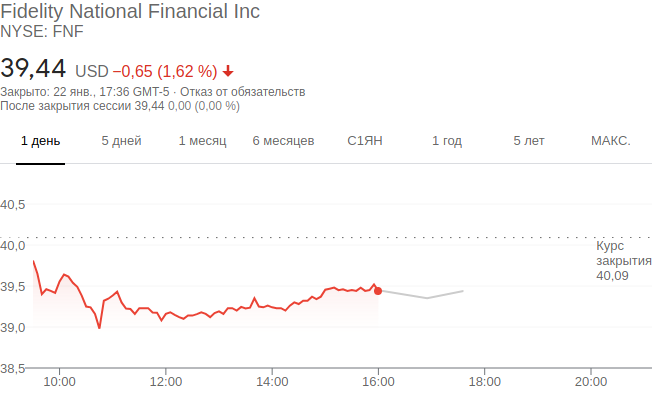 Fidelity National Financial Inc
NYSE: FNF
39,44 USD −0,65 (1,62 %)
Закрыто: 22 янв., 17:36 GMT-5 · Отказ от обязательств
После закрытия сессии 39,44 0,00 (0,00 %)
1 день 5 дней 1 месяц 6 месяцев С1ЯН 1 год 5 лет МАКС.
40,5
40,0
Курс
закрытия
40,09
39,5
39,0
38,5
10:00 12:00 14:00 16:00 18:00 20:00